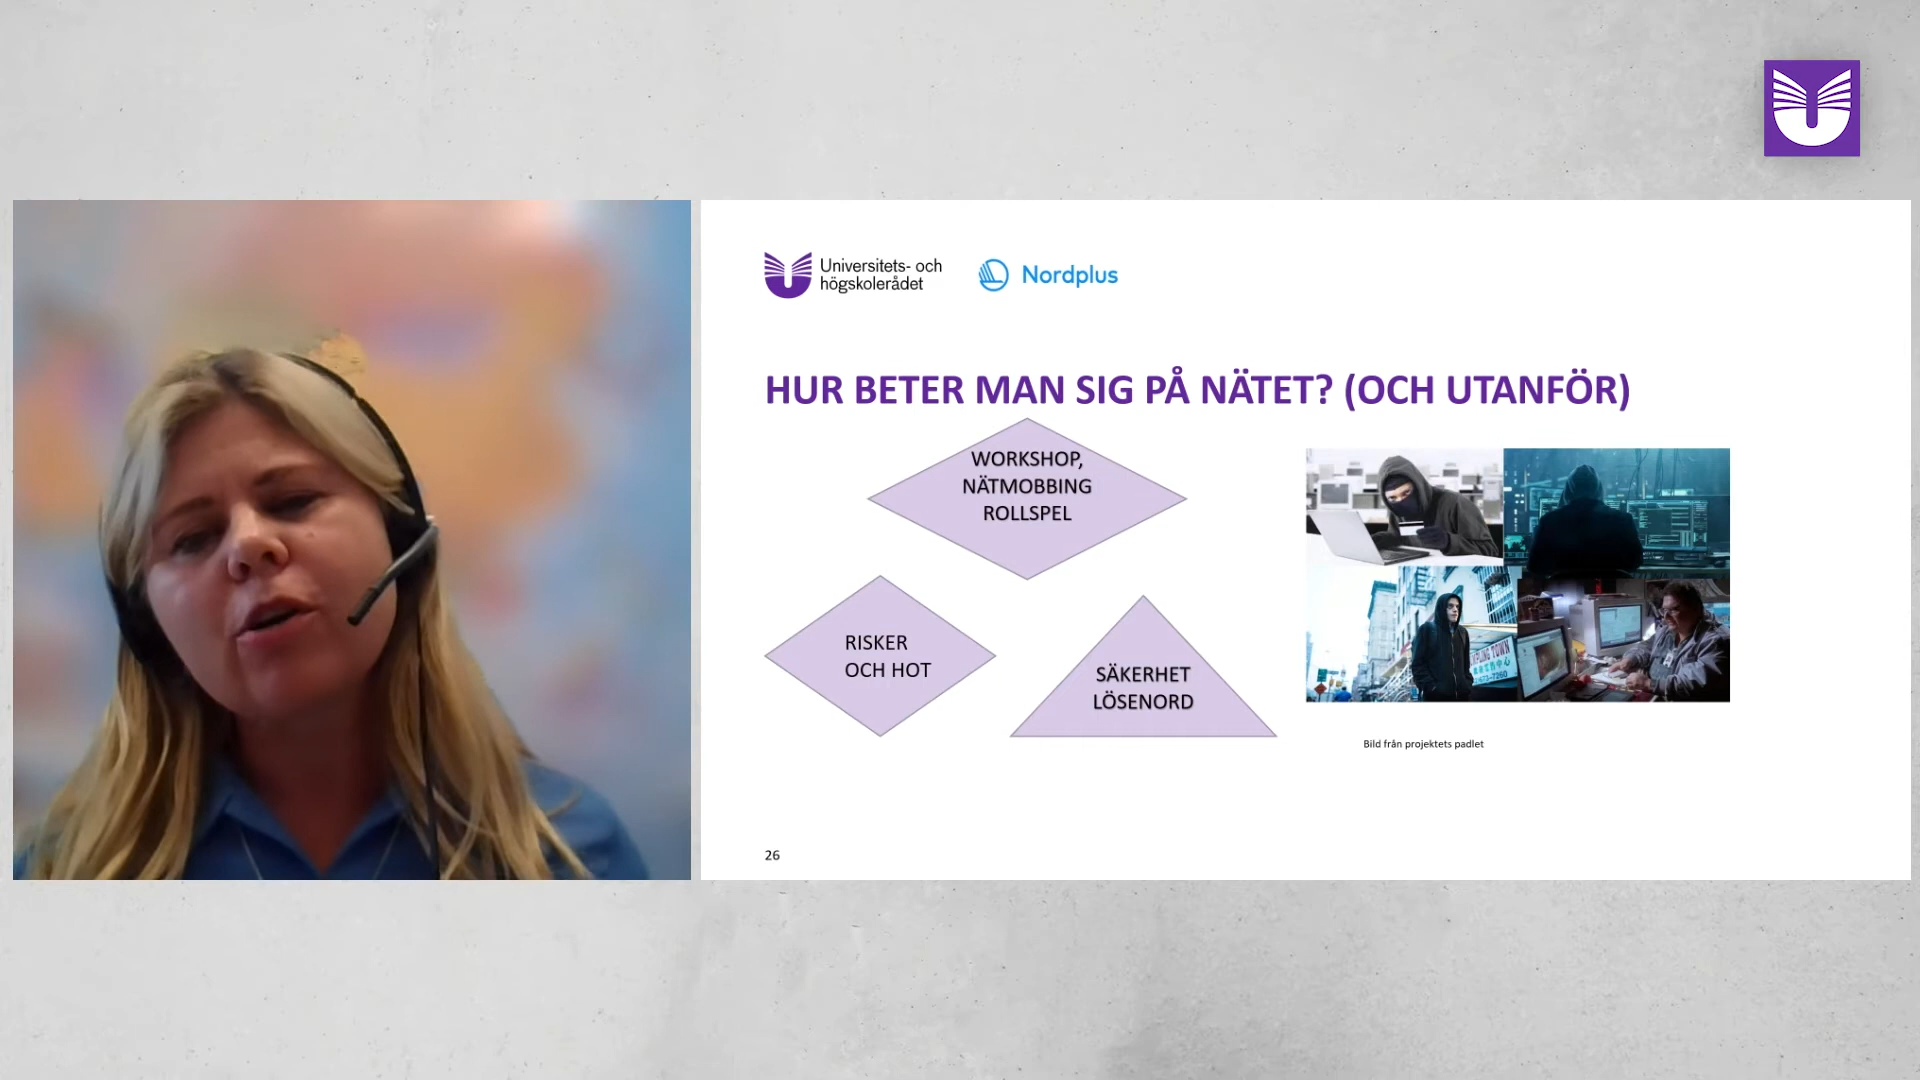 Universitets- och
högskolerådet
Nordplus
HUR BETER MAN SIG PÅ NÄTET? (OCH UTANFÖR)
WORKSHOP,
NÄTMOBBING
ROLLSPEL
RISKER
OCH HOT
SÄKERHET
LÖSENORD
Bild från projektets padlet
26